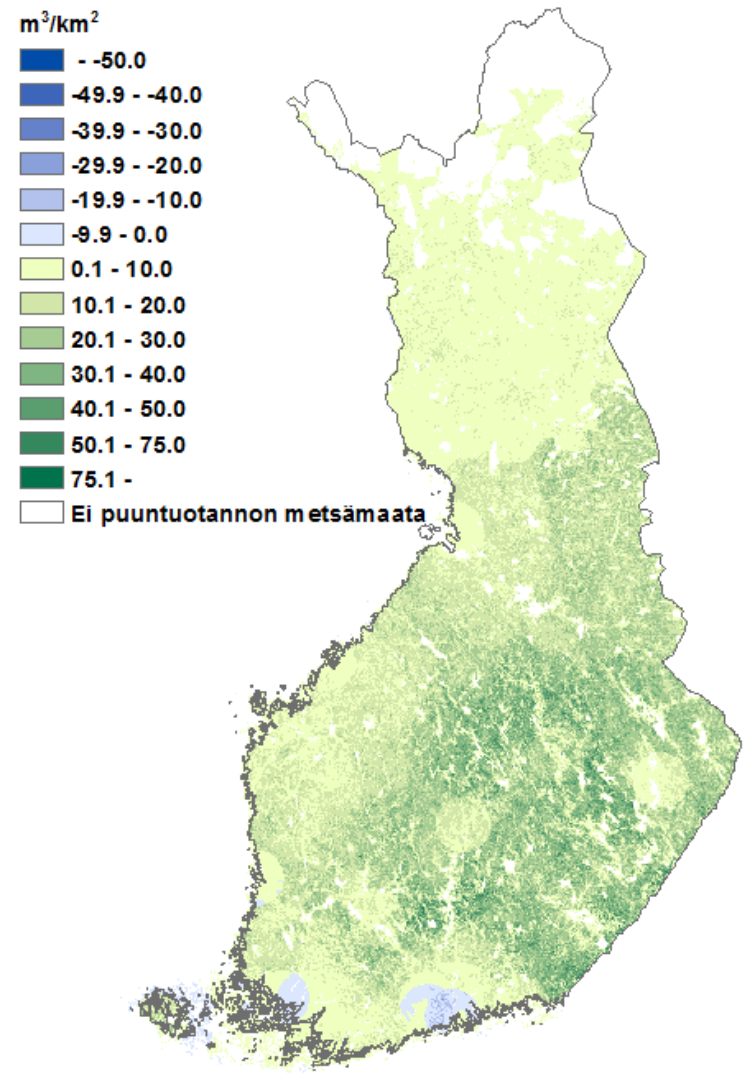 m³/km²
- -50.0
-49.9 - -40.0
-39.9 - -30.0
-29.9 - -20.0
-19.9 - -10.0
-9.9 - 0.0
0.1 - 10.0
10.1 - 20.0
20.1 - 30.0
30.1 - 40.0
40.1 - 50.0
50.1 - 75.0
75.1 -
Ei puuntuotannon metsämaata